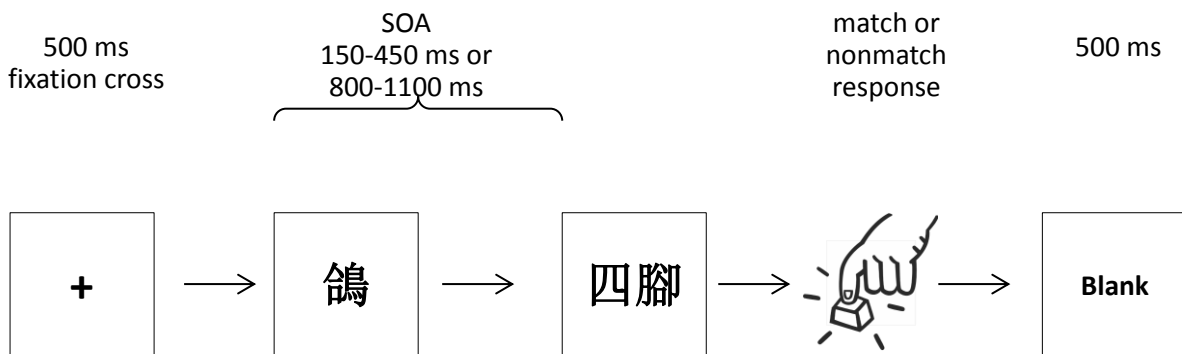 500 ms
fixation cross
SOA
150-450 ms or
800-1100 ms
match or
nonmatch
response
500 ms
+
鴿
四腳
Blank